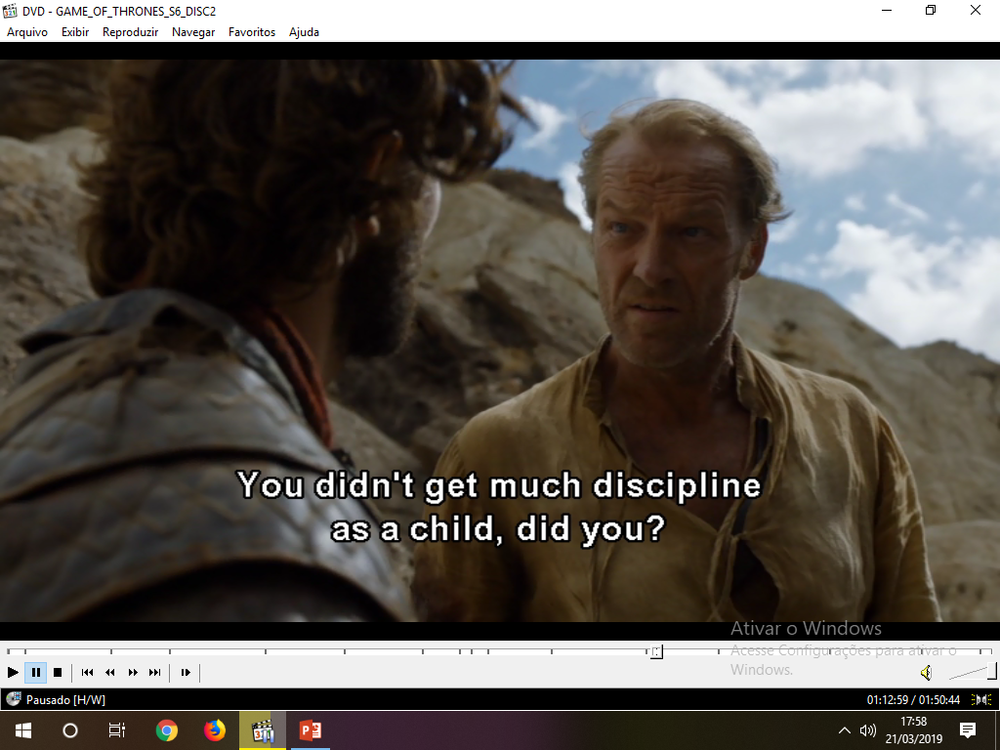 DVD - GAME_OF_THRONES_S6_DISC2
Arquivo Exibir Reproduzir Navegar Favoritos Ajuda
You didn't get much discipline
as a child, did you?
Ativar o Windows
Acesse Configurações para ativar o
Windows.
Pausado [H/W]
01:12:59 / 01:50:44
17:58
21/03/2019